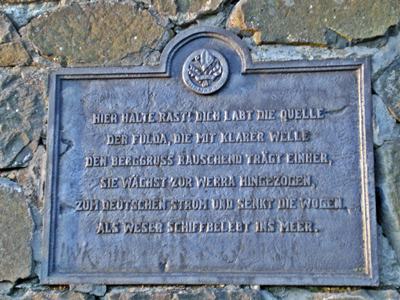 HIER HALTE RAST! DICH LABT DIE QUELLE
DER FULDA, DIE MIT KLARER WELLE
DEN BERGGRUSS RAUSCHEND TRÄGT EINHER,
SIE WÄCHST ZUR WERRA HINGEZOGEN,
ZUM DEUTSCHEN STROM UND SENKT DIE WOGEN,
ALS WESER SCHIFFBELEBT INS MEER.